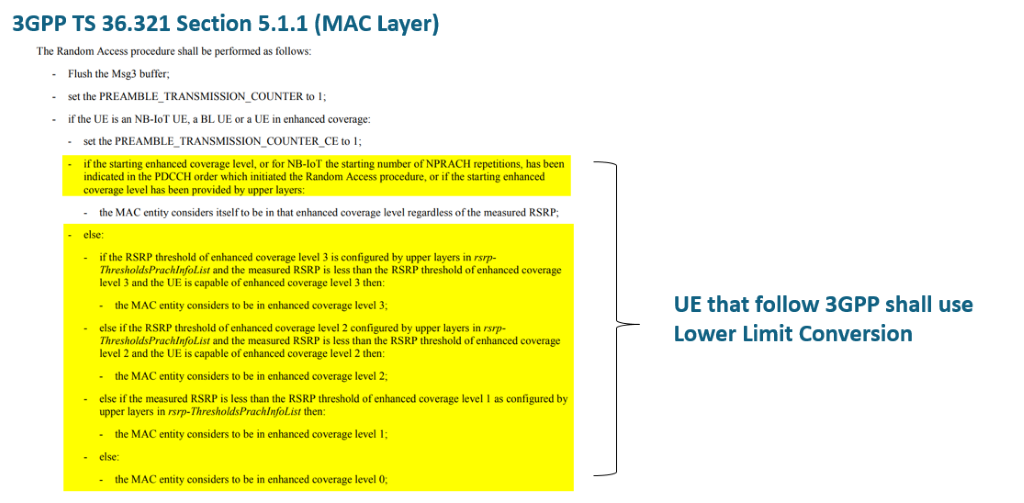 3GPP TS 36.321 Section 5.1.1 (MAC Layer)
The Random Access procedure shall be performed as follows:
- Flush the Msg3 buffer;
- set the PREAMBLE_TRANSMISSION_COUNTER to 1;
- if the UE is an NB-IoT UE, a BL UE or a UE in enhanced coverage:
- set the PREAMBLE_TRANSMISSION_COUNTER_CE to 1;
- if the starting enhanced coverage level, or for NB-IoT the starting number of NPRACH repetitions, has been
indicated in the PDCCH order which initiated the Random Access procedure, or if the starting enhanced
coverage level has been provided by upper layers:
- the MAC entity considers itself to be in that enhanced coverage level regardless of the measured RSRP;
- else:
- if the RSRP threshold of enhanced coverage level 3 is configured by upper layers in rsrp-
ThresholdsPrachInfoList and the measured RSRP is less than the RSRP threshold of enhanced coverage
level 3 and the UE is capable of enhanced coverage level 3 then:
- the MAC entity considers to be in enhanced coverage level 3;
- else if the RSRP threshold of enhanced coverage level 2 configured by upper layers in rsrp-
ThresholdsPrachInfoList and the measured RSRP is less than the RSRP threshold of enhanced coverage
level 2 and the UE is capable of enhanced coverage level 2 then:
- the MAC entity considers to be in enhanced coverage level 2;
- else if the measured RSRP is less than the RSRP threshold of enhanced coverage level 1 as configured by
upper layers in rsrp-ThresholdsPrachInfoList then:
- the MAC entity considers to be in enhanced coverage level 1;
- else:
- the MAC entity considers to be in enhanced coverage level 0;
UE that follow 3GPP shall use
Lower Limit Conversion